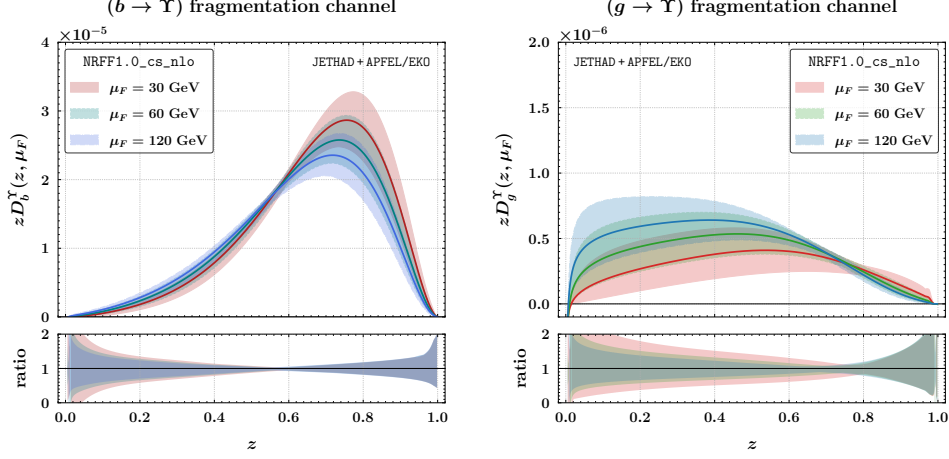 (b → Υ) fragmentation channel
×10⁻⁵
4
3
2
1
0
zD_b^Υ(z, μ_F)
NRFF1.0_cs_nlo
μ_F = 30 GeV
μ_F = 60 GeV
μ_F = 120 GeV
JETHAD + APFEL/EKO
2
1
0
ratio
0.0 0.2 0.4 0.6 0.8 1.0
z
(g → Υ) fragmentation channel
×10⁻⁶
2.0
1.5
1.0
0.5
0.0
zD_g^Υ(z, μ_F)
JETHAD + APFEL/EKO
NRFF1.0_cs_nlo
μ_F = 30 GeV
μ_F = 60 GeV
μ_F = 120 GeV
2
1
0
ratio
0.0 0.2 0.4 0.6 0.8 1.0
z